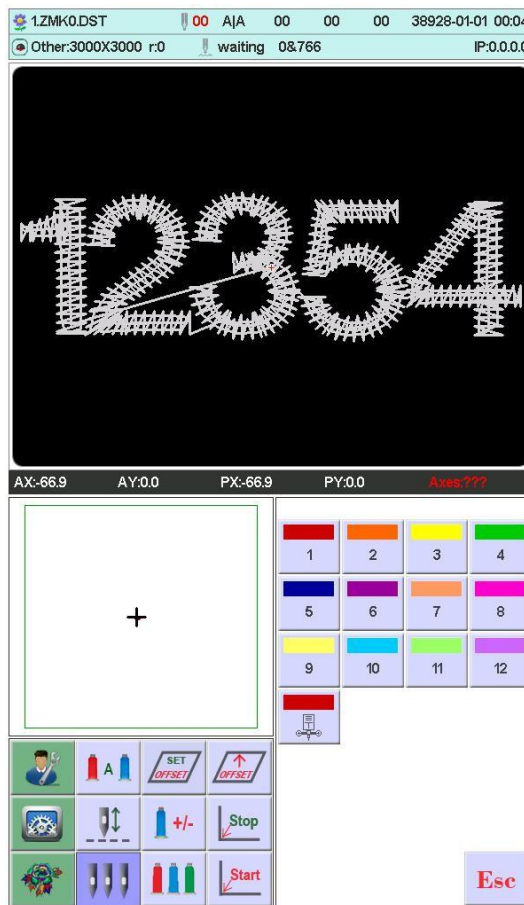 1.ZMK0.DST 00 A|A 00 00 00 38928-01-01 00:04
Other:3000X3000 r:0 waiting 0&766 IP:0.0.0.0
12354
AX:-66.9 AY:0.0 PX:-66.9 PY:0.0 Axes:???
1 2 3 4
5 6 7 8
9 10 11 12
A SET OFFSET OFFSET
+/- Stop
Start
Esc